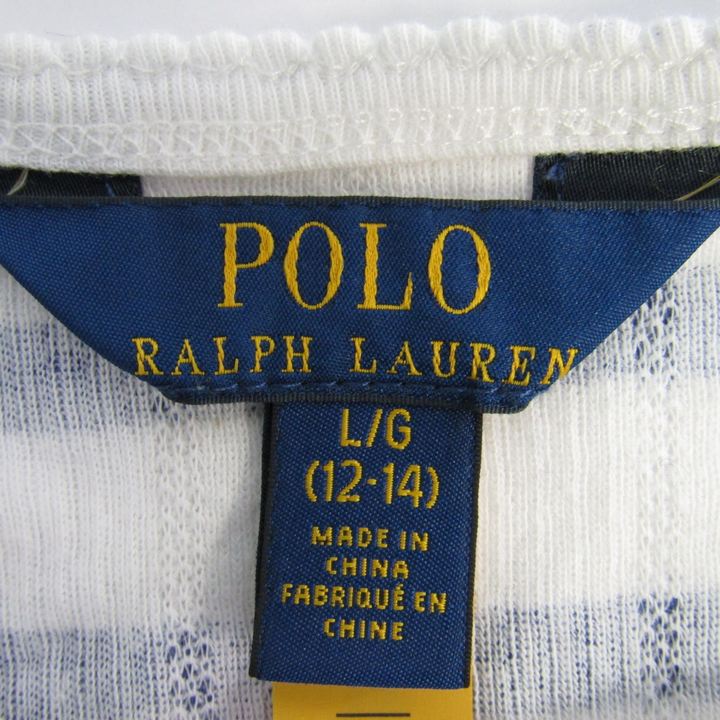 POLO
RALPH LAUREN
L/G
(12-14)
MADE IN
CHINA
FABRIQUÉ EN
CHINE